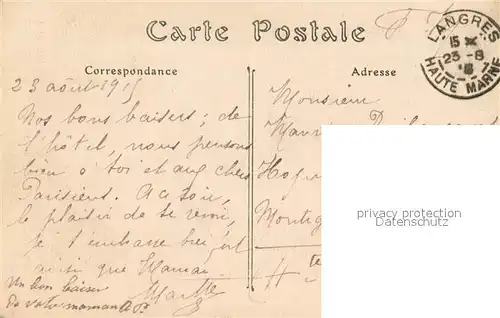 Carte Postale
LANGRES
15
23-8
HAUTE MARNE
Correspondance
Adresse
23 août 1915
Nos bons baisers; de
l'hôtel, nous pensons
bien à toi et aux chers
Parisiens. A ce soir,
le plaisir de te revoir,
Je t'embrasse bien fort
ainsi que Maman.
Marthe
Un bon baiser
de votre maman
Monsieur
privacy protection
Datenschutz